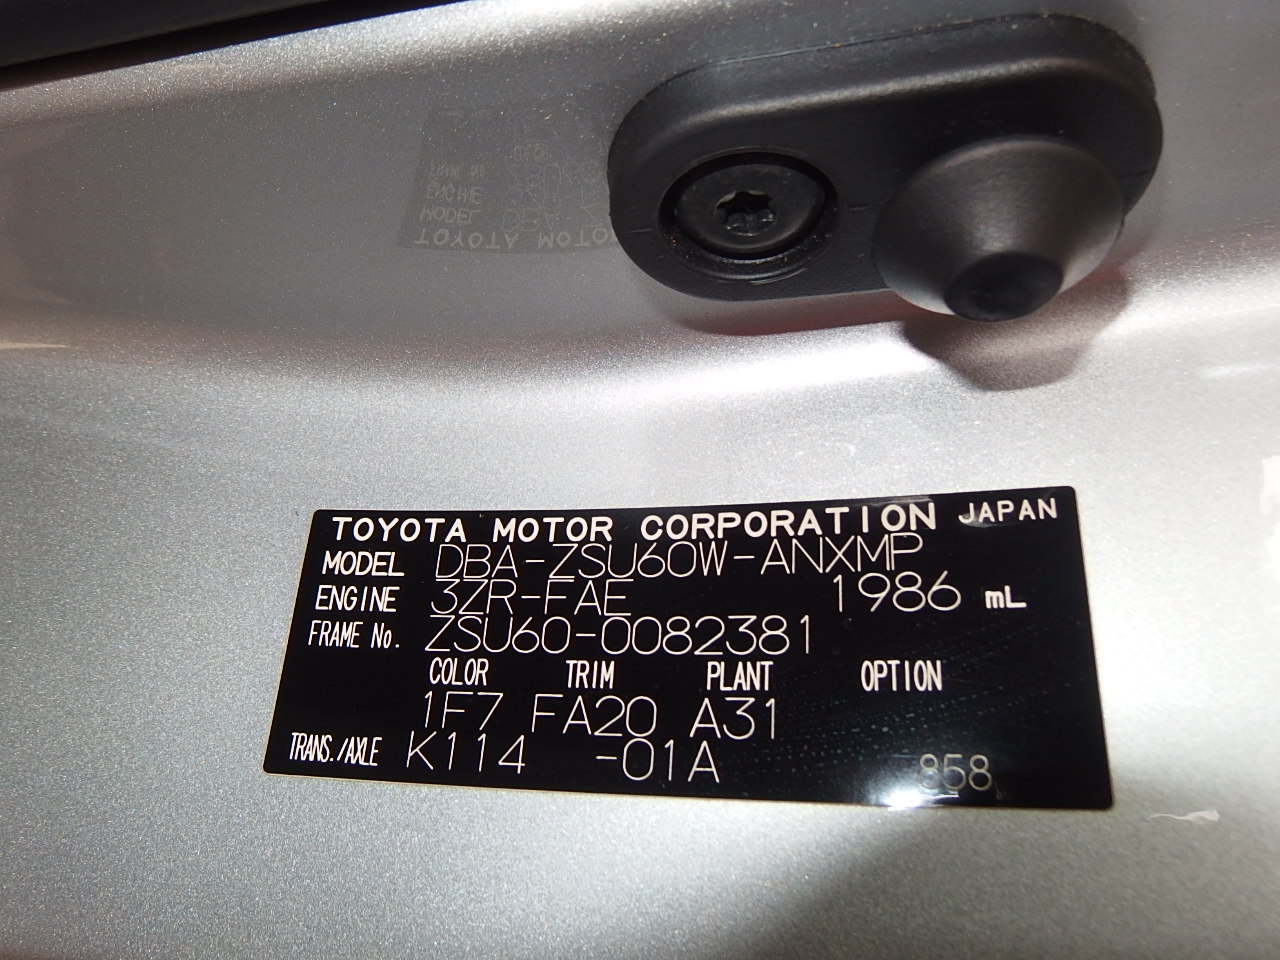 TOYOTA MOTOR CORPORATION JAPAN
MODEL DBA-ZSU60W-ANXMP
ENGINE 3ZR-FAE 1986 mL
FRAME No. ZSU60-0082381
COLOR TRIM PLANT OPTION
1F7 FA20 A31
TRANS./AXLE K114 -01A
858